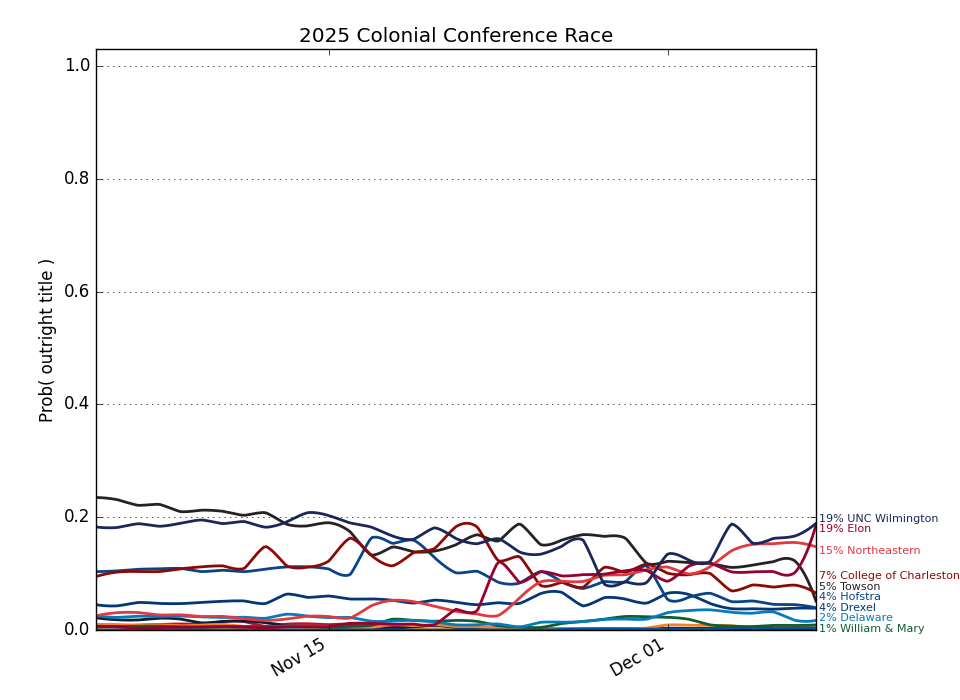 2025 Colonial Conference Race
1.0
0.8
0.6
0.4
0.2
0.0
Prob( outright title )
Nov 15
Dec 01
19% UNC Wilmington
19% Elon
15% Northeastern
7% College of Charleston
5% Towson
4% Hofstra
4% Drexel
2% Delaware
1% William & Mary